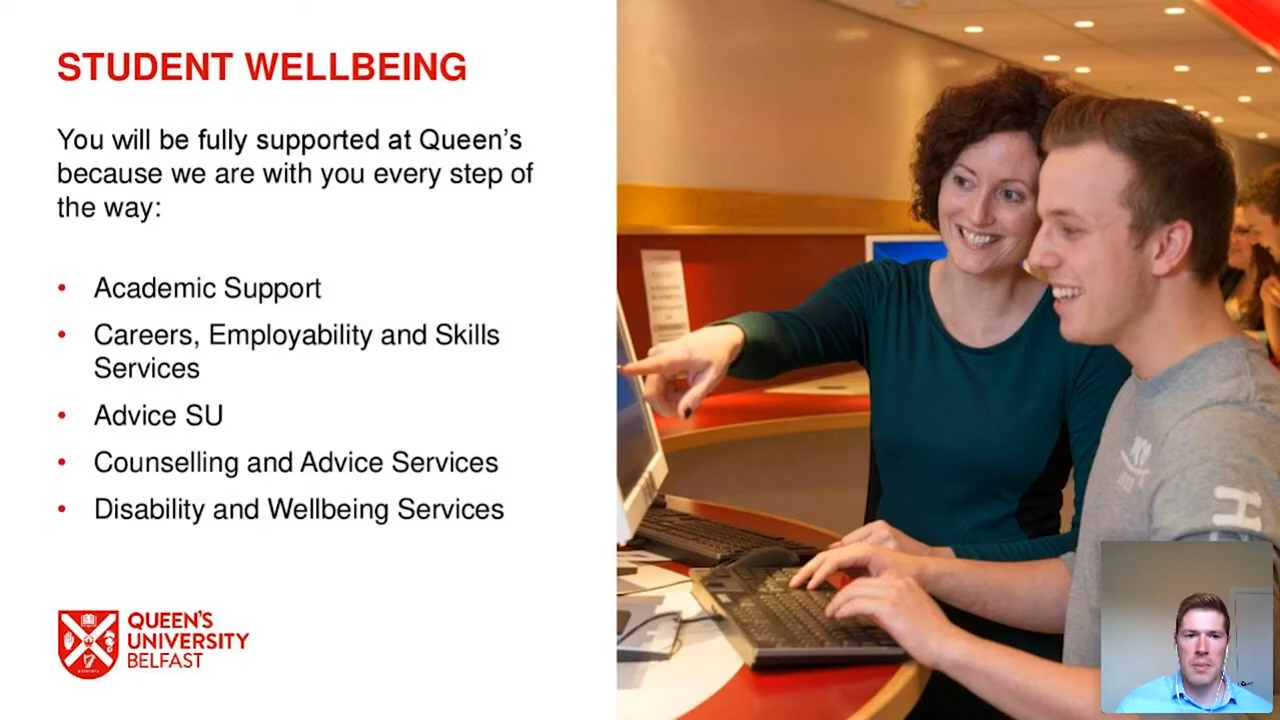 STUDENT WELLBEING
You will be fully supported at Queen's
because we are with you every step of
the way:
• Academic Support
• Careers, Employability and Skills
Services
• Advice SU
• Counselling and Advice Services
• Disability and Wellbeing Services
QUEEN'S
UNIVERSITY
BELFAST
H